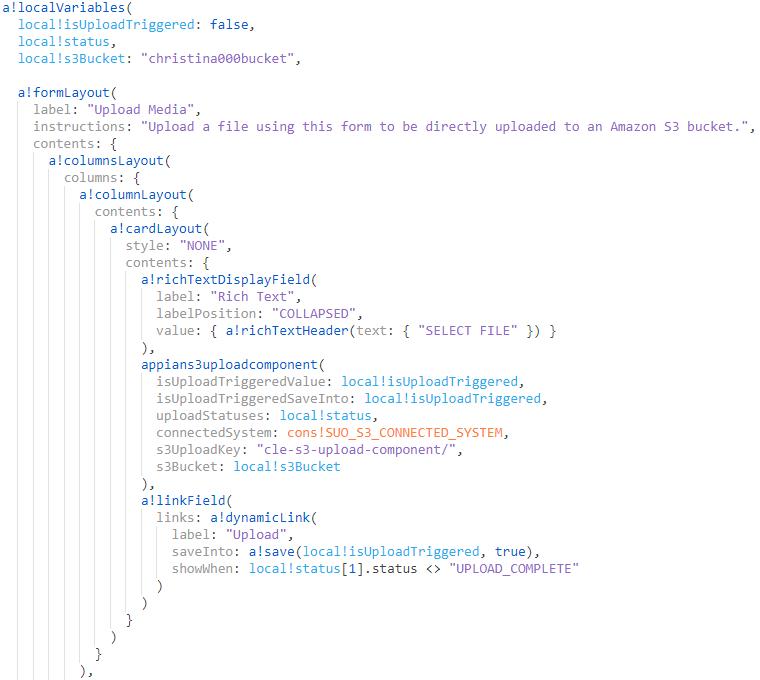 a!localVariables(
local!isUploadTriggered: false,
local!status,
local!s3Bucket: "christina000bucket",
a!formLayout(
label: "Upload Media",
instructions: "Upload a file using this form to be directly uploaded to an Amazon S3 bucket.",
contents: {
a!columnsLayout(
columns: {
a!columnLayout(
contents: {
a!cardLayout(
style: "NONE",
contents: {
a!richTextDisplayField(
label: "Rich Text",
labelPosition: "COLLAPSED",
value: { a!richTextHeader(text: { "SELECT FILE" }) }
),
appians3uploadcomponent(
isUploadTriggeredValue: local!isUploadTriggered,
isUploadTriggeredSaveInto: local!isUploadTriggered,
uploadStatuses: local!status,
connectedSystem: cons!SUO_S3_CONNECTED_SYSTEM,
s3UploadKey: "cle-s3-upload-component/",
s3Bucket: local!s3Bucket
),
a!linkField(
links: a!dynamicLink(
label: "Upload",
saveInto: a!save(local!isUploadTriggered, true),
showWhen: local!status[1].status <> "UPLOAD_COMPLETE"
)
)
}
)
}
),